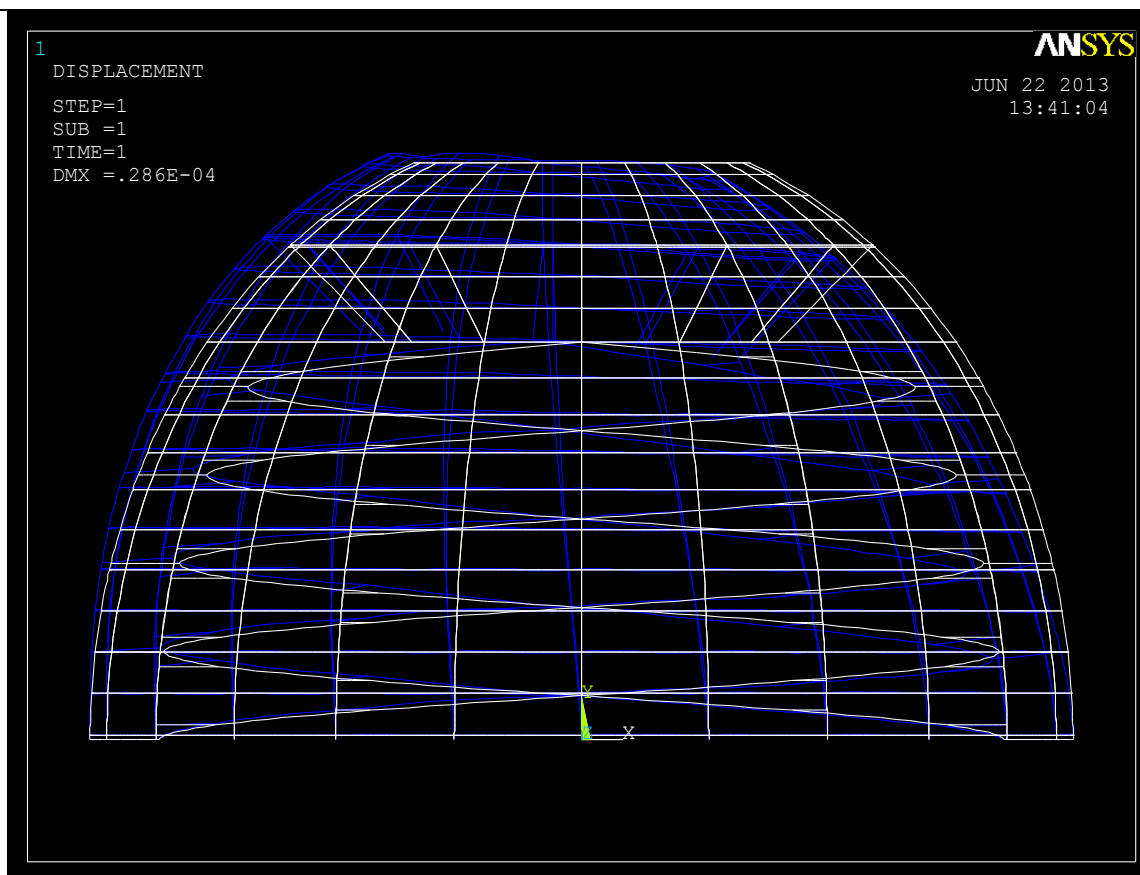 1
ANSYS
DISPLACEMENT
STEP=1
SUB =1
TIME=1
DMX =.286E-04
JUN 22 2013
13:41:04
Y
Z
X